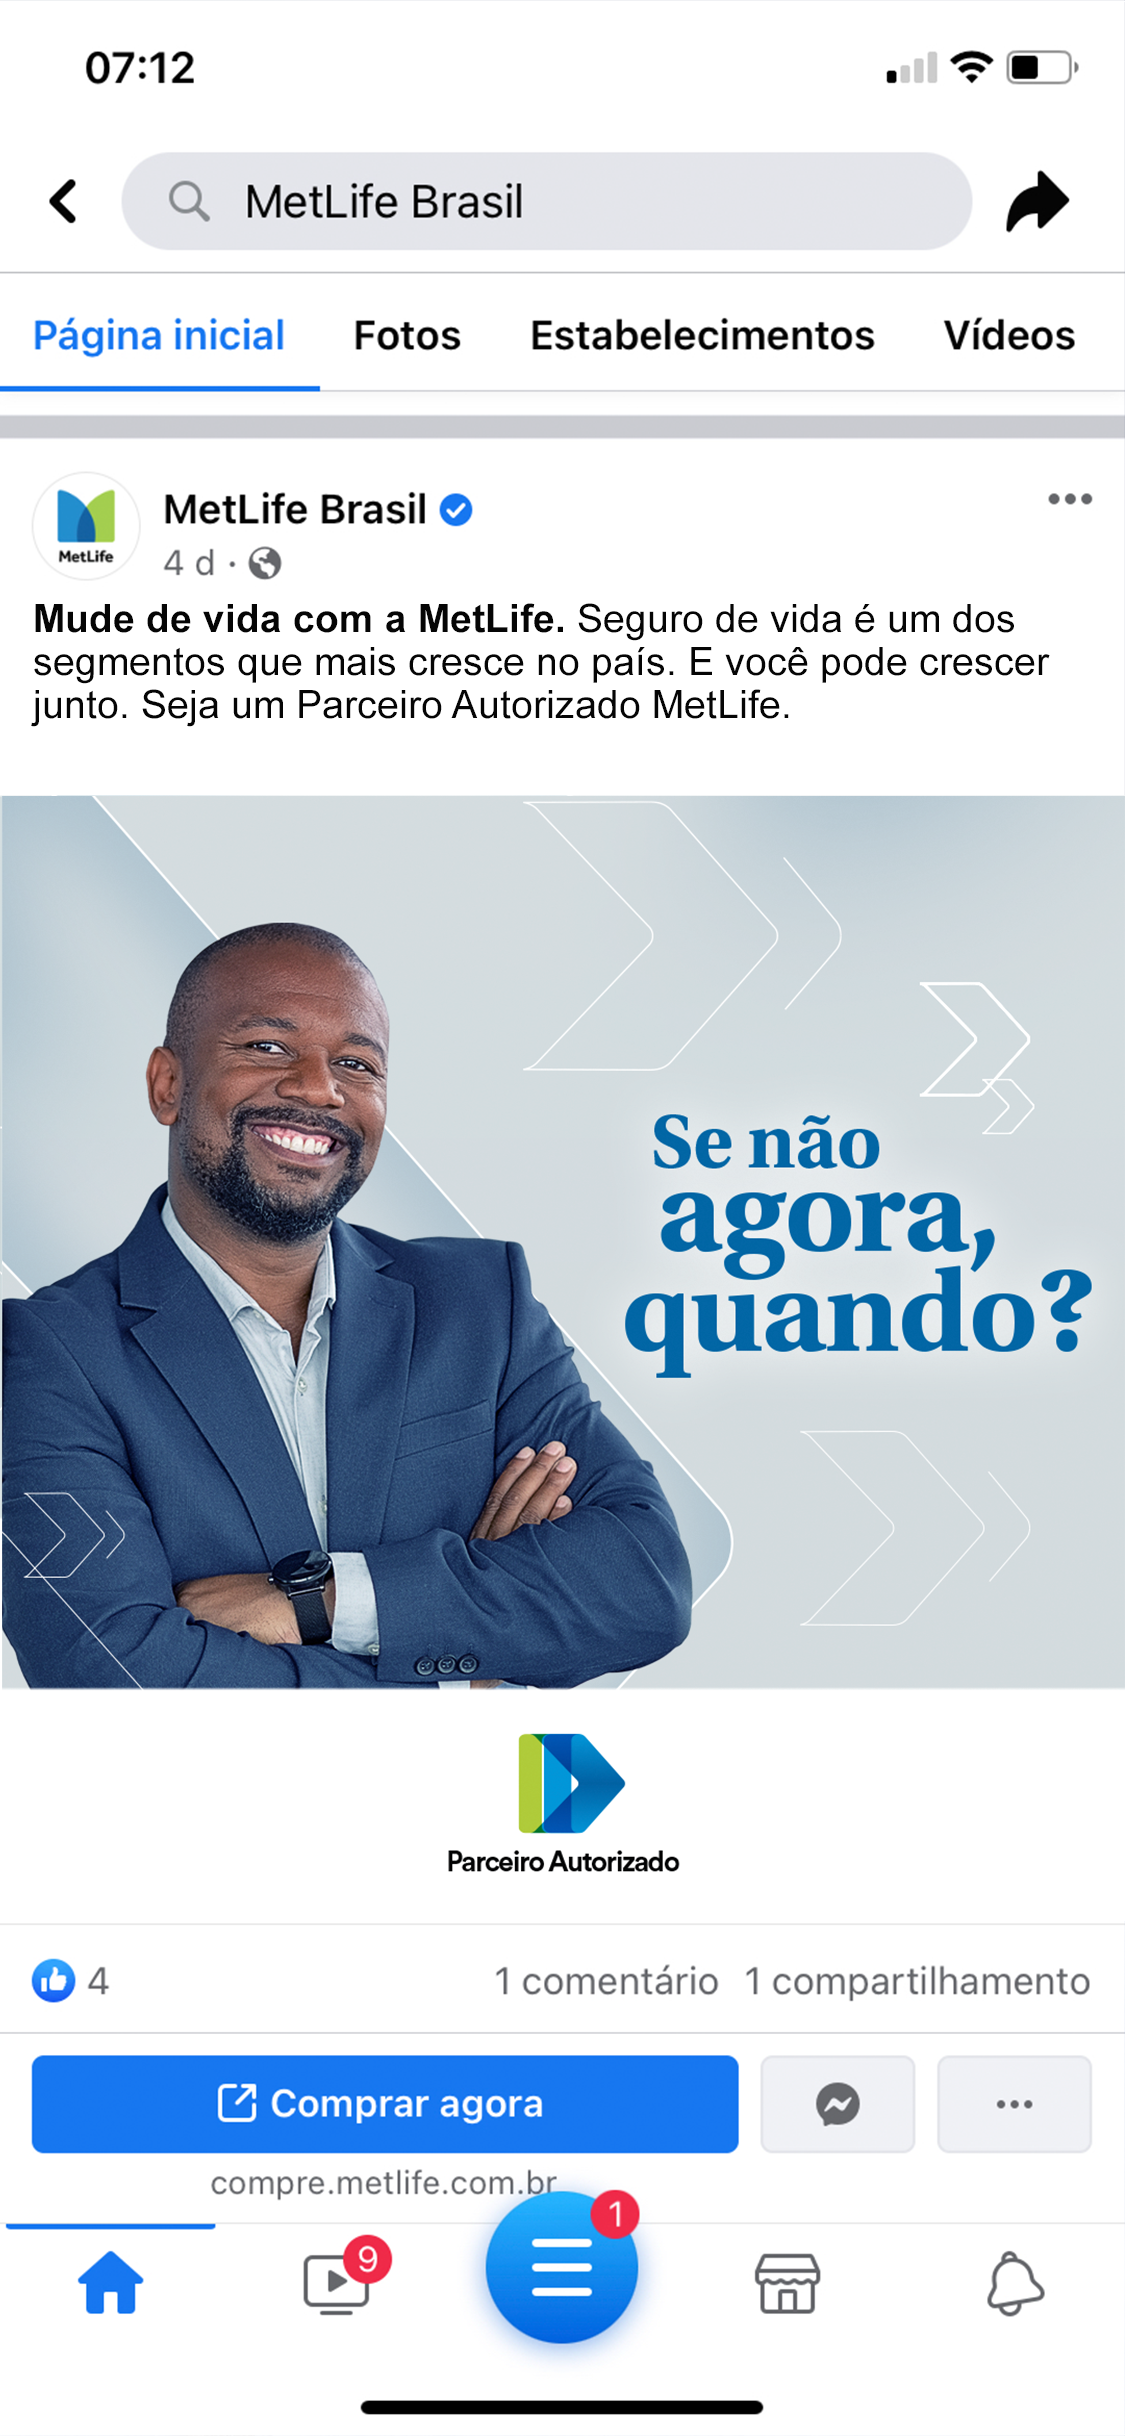 07:12
MetLife Brasil
Página inicial Fotos Estabelecimentos Vídeos
MetLife
MetLife Brasil
4 d ·
Mude de vida com a MetLife. Seguro de vida é um dos
segmentos que mais cresce no país. E você pode crescer
junto. Seja um Parceiro Autorizado MetLife.
Se não
agora,
quando?
Parceiro Autorizado
4 1 comentário 1 compartilhamento
Comprar agora
compre.metlife.com.br
1
9